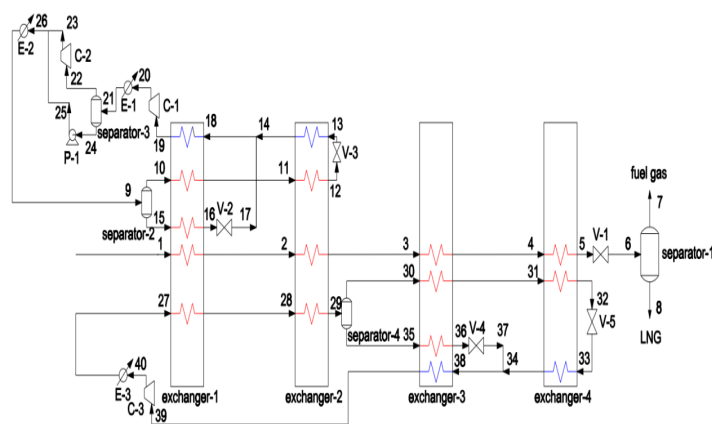 26 23
E-2 C-2
20
22 21
E-1 C-1
25
24 separator-3 19 18 14 13
P-1
V-3
10 11 12
9
15 16 V-2 17
separator-2
fuel gas
7
1 2 3 4 5 V-1 6 separator-1
30 31
27 28 29 32
separator-4 8
35 36 V-4 37 V-5
LNG
40 38 34 33
E-3 C-3
39 exchanger-1 exchanger-2 exchanger-3 exchanger-4